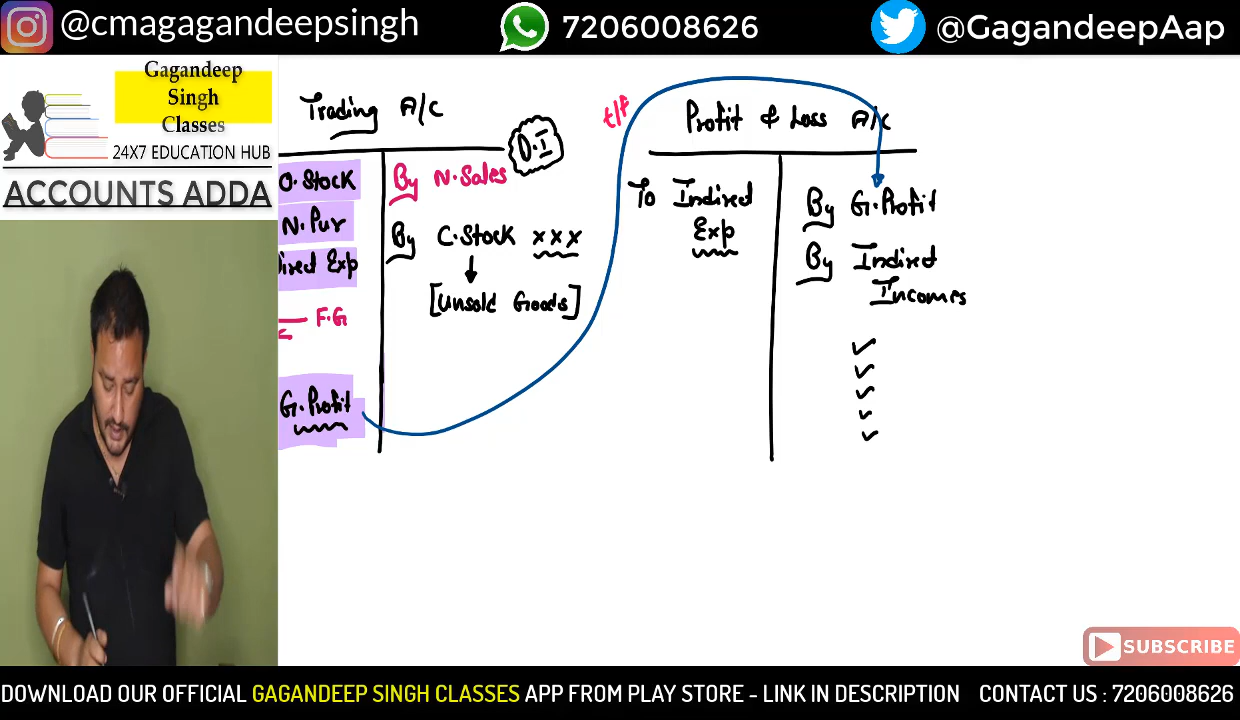 @cmagagandeepsingh
7206008626
@GagandeepAap
Gagandeep
Singh
Classes
24X7 EDUCATION HUB
ACCOUNTS ADDA
Trading A/C
D.I
O.Stock
By N.Sales
N.Pur
By C.Stock xxx
irect Exp
[Unsold Goods]
F.G
G.Profit
t/f
Profit & Loss A/C
To Indirect
Exp
By G.Profit
By Indirect
Incomes
SUBSCRIBE
DOWNLOAD OUR OFFICIAL GAGANDEEP SINGH CLASSES APP FROM PLAY STORE - LINK IN DESCRIPTION CONTACT US : 7206008626